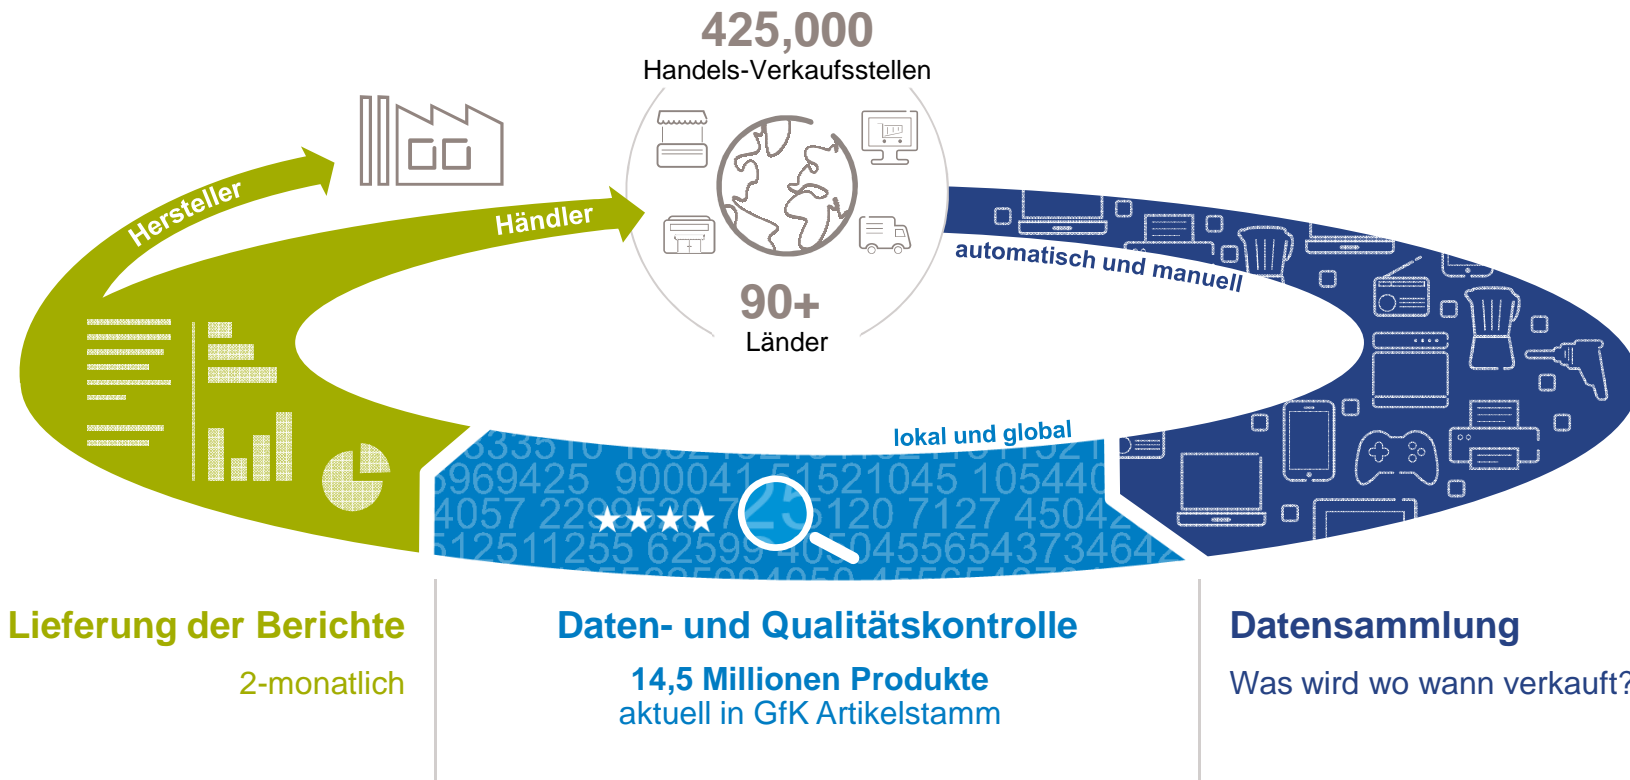 425,000
Handels-Verkaufsstellen
90+
Länder
Hersteller
Händler
automatisch und manuell
lokal und global
Lieferung der Berichte
2-monatlich
Daten- und Qualitätskontrolle
14,5 Millionen Produkte
aktuell in GfK Artikelstamm
Datensammlung
Was wird wo wann verkauft?